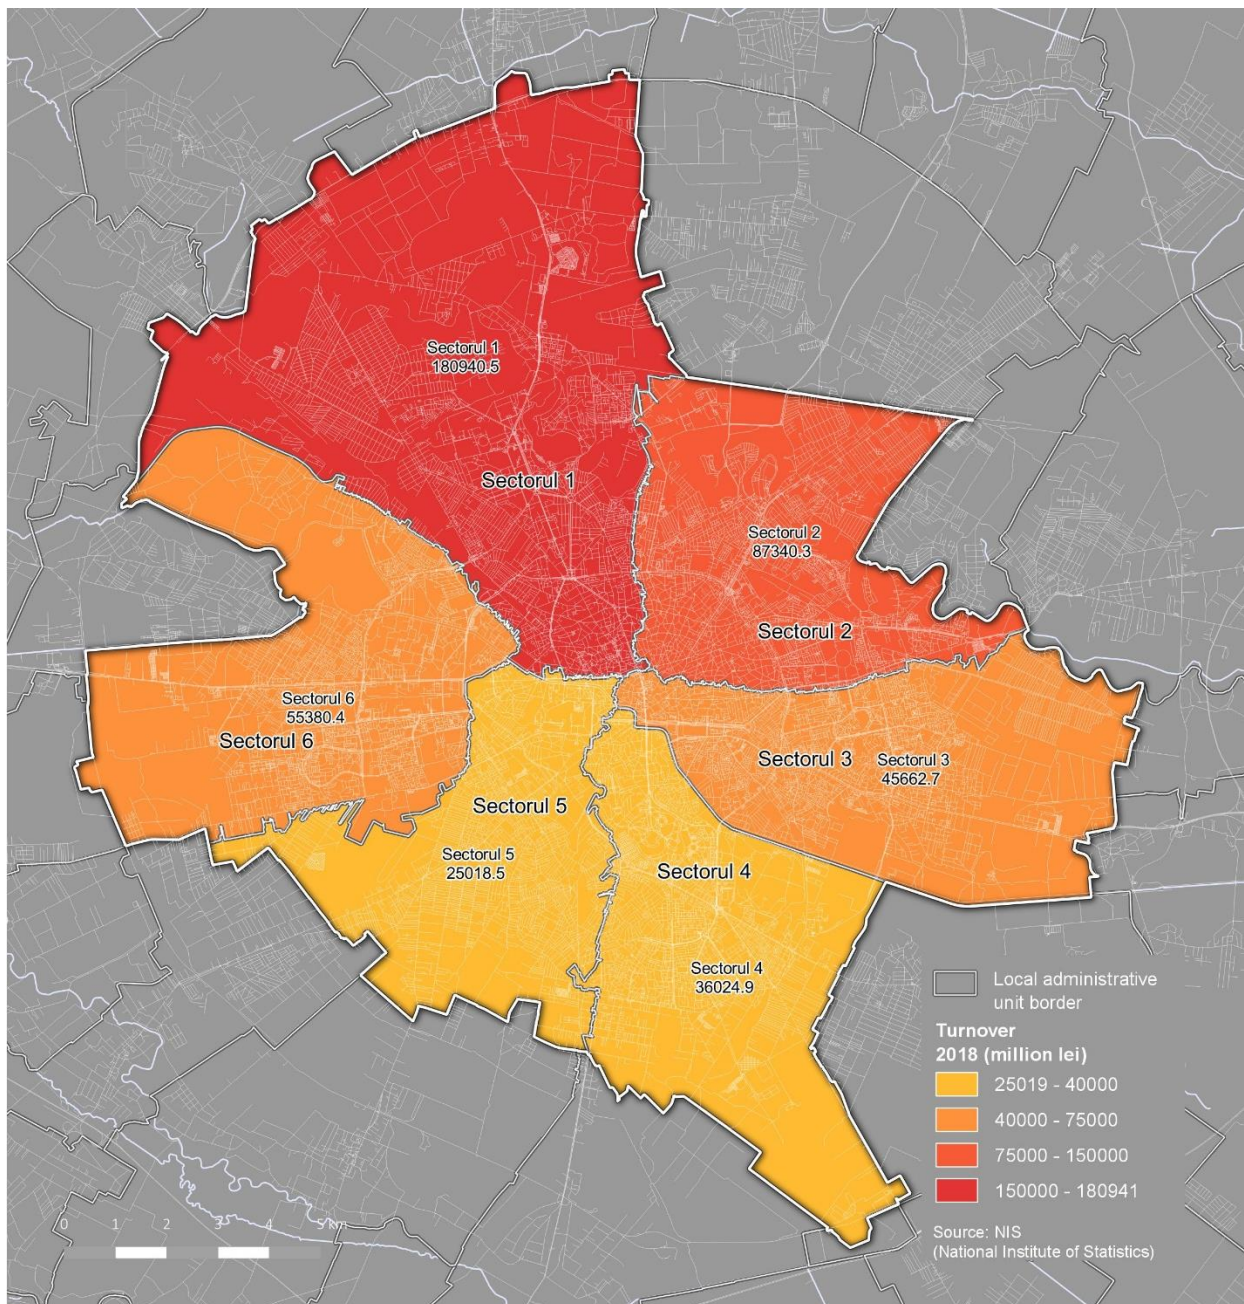 Sectorul 1
180940.5
Sectorul 1
Sectorul 2
87340.3
Sectorul 2
Sectorul 6
55380.4
Sectorul 6
Sectorul 3
Sectorul 3
45662.7
Sectorul 5
Sectorul 5
25018.5
Sectorul 4
Sectorul 4
36024.9
Local administrative
unit border
Turnover
2018 (million lei)
25019 - 40000
40000 - 75000
75000 - 150000
150000 - 180941
Source: NIS
(National Institute of Statistics)
0 1 2 3 4 5 km